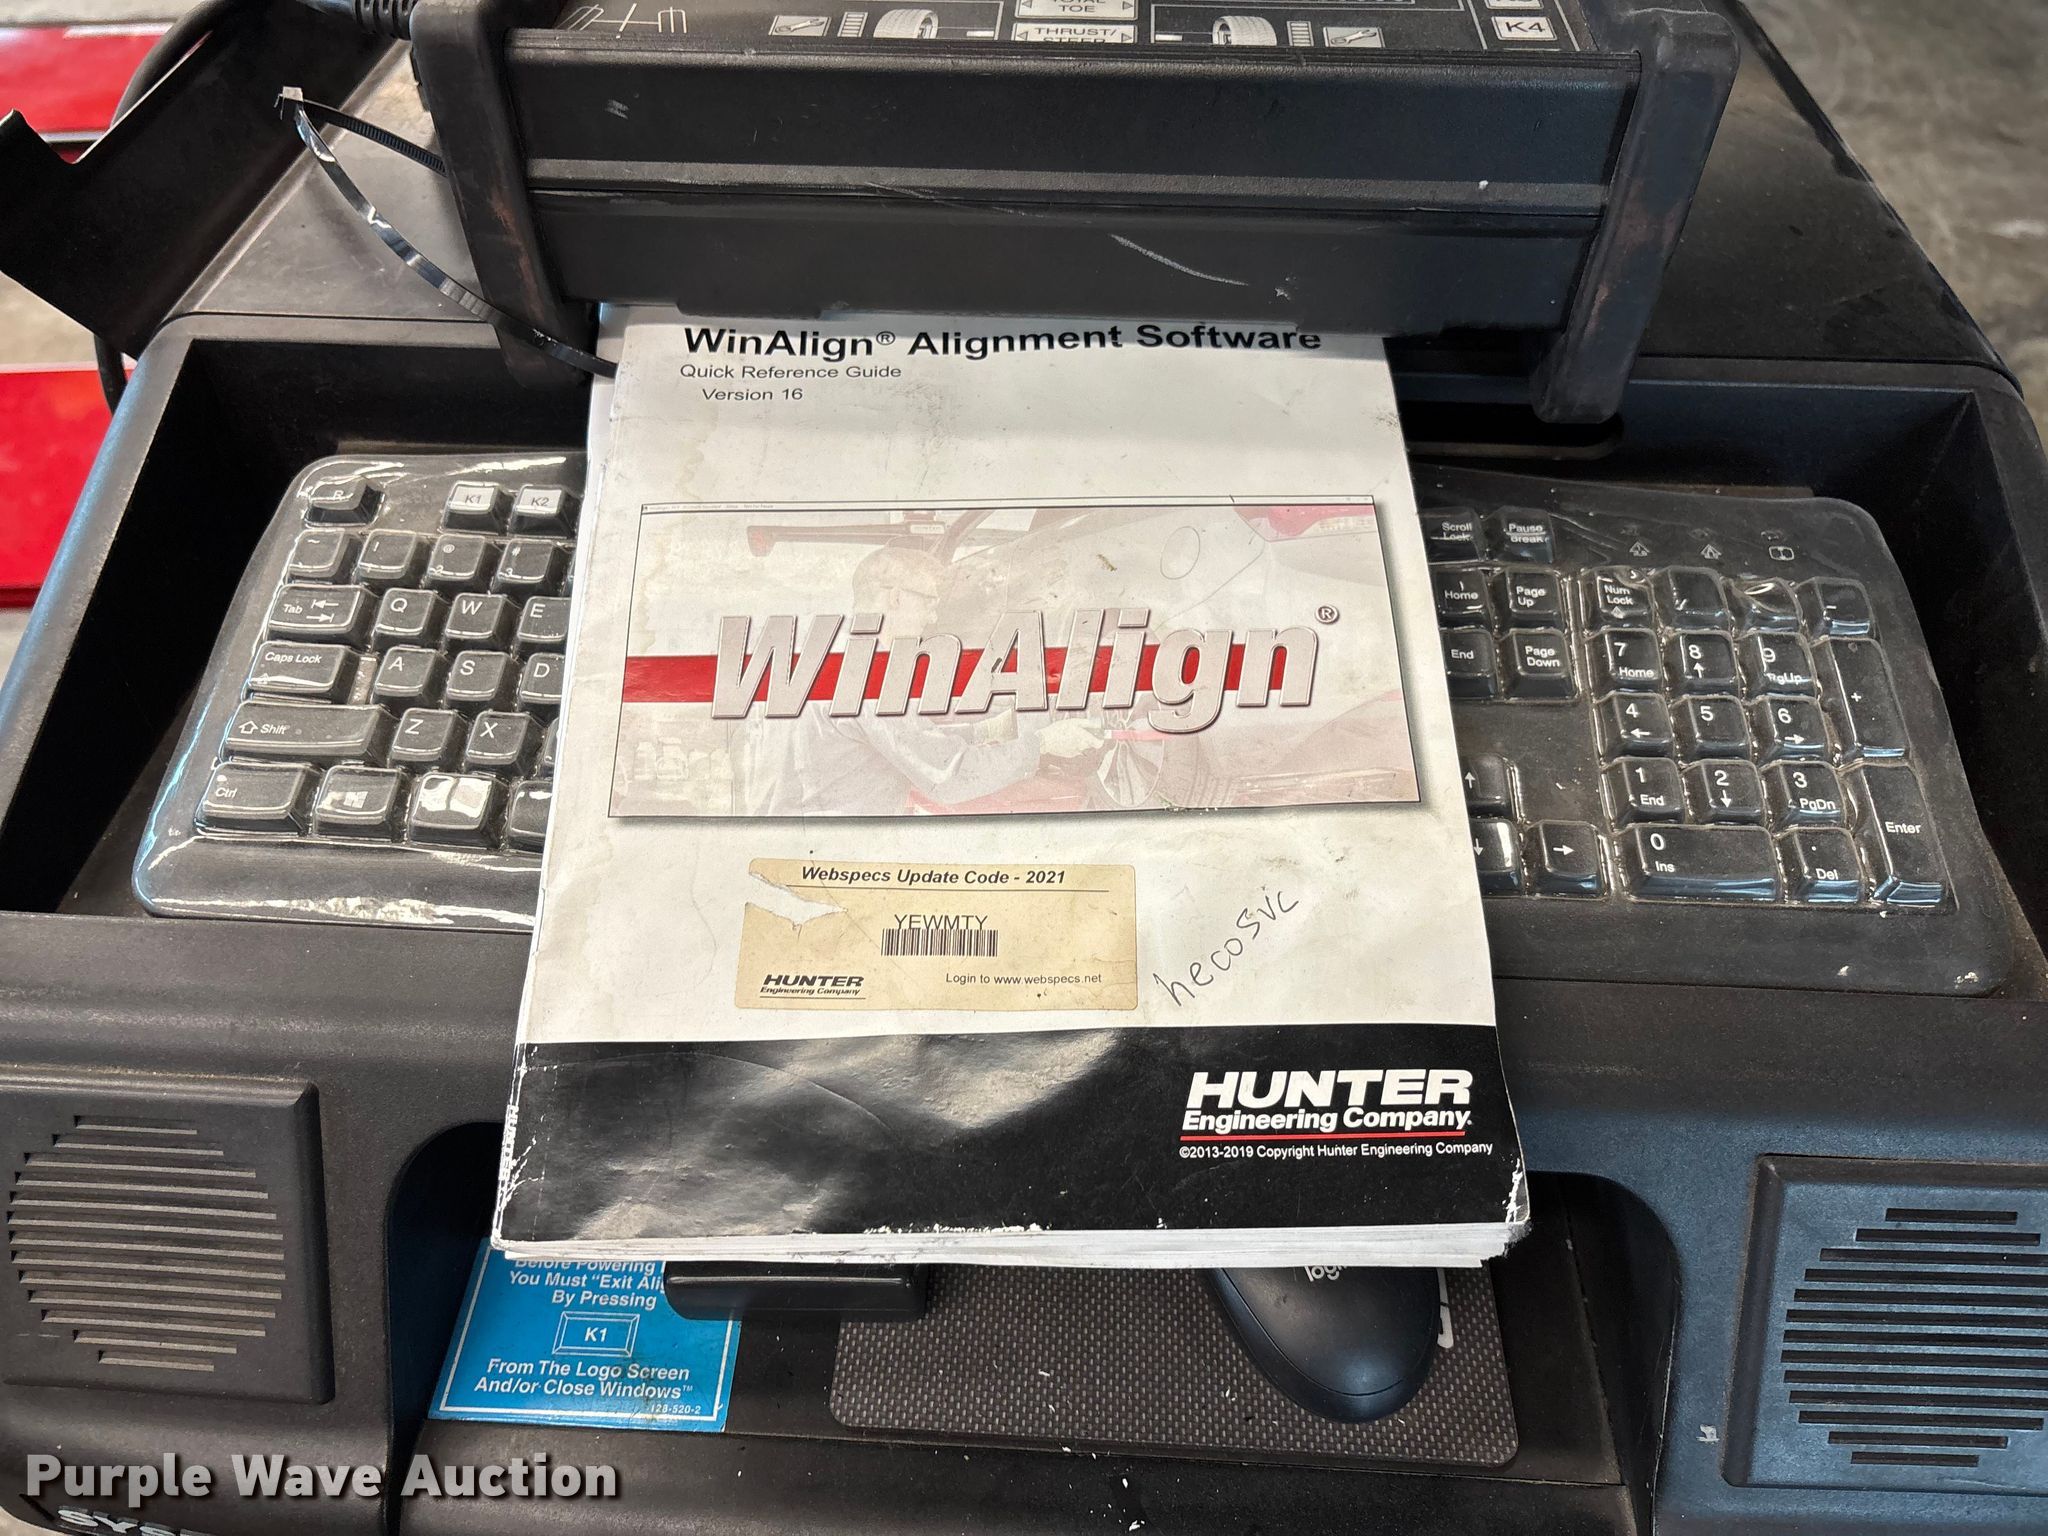 TOTAL
TOE
THRUST/
STEER
K4
WinAlign® Alignment Software
Quick Reference Guide
Version 16
WinAlign®
Webspecs Update Code - 2021
YEWMTY
HUNTER
Engineering Company
Login to www.webspecs.net
hecosvc
HUNTER
Engineering Company.
©2013-2019 Copyright Hunter Engineering Company
K1 K2
Tab Q W E
Caps Lock A S D
Shift Z X
Ctrl
Scroll
Lock
Pause
Break
Home
Page
Up
Num
Lock
End
Page
Down
7
Home
8
9
PgUp
+
4
5
6
1
End
2
3
PgDn
Enter
0
Ins
.
Del
Before Powering
You Must "Exit
By Pressing
K1
From The Logo Screen
And/or Close Windows™
128-520-2
Purple Wave Auction